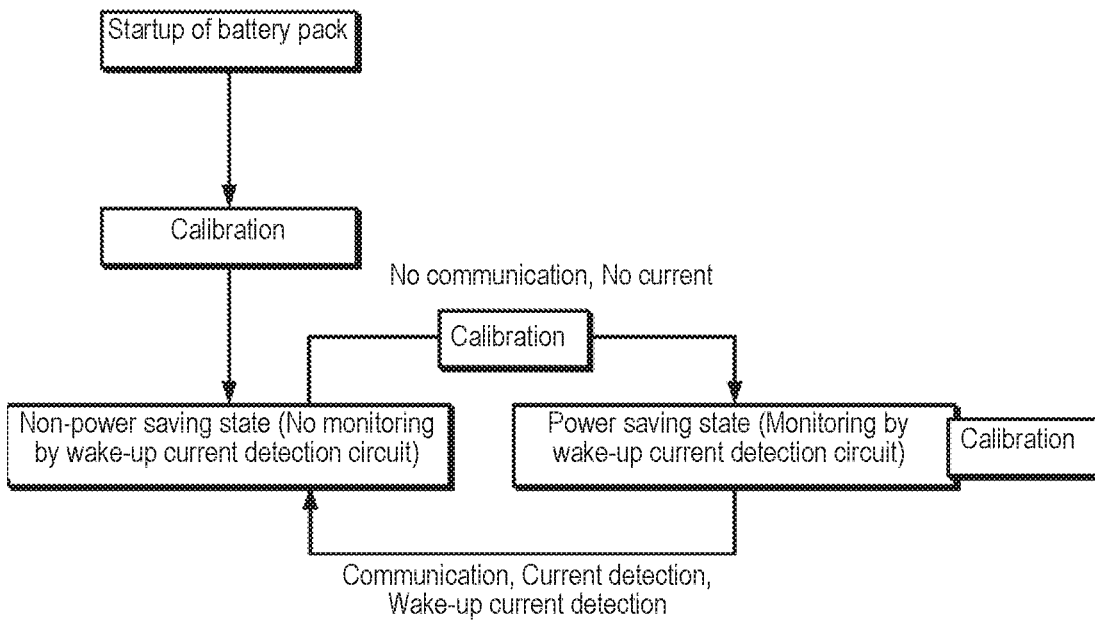 Startup of battery pack
Calibration
No communication, No current
Calibration
Non-power saving state (No monitoring
by wake-up current detection circuit)
Power saving state (Monitoring by
wake-up current detection circuit)
Calibration
Communication, Current detection,
Wake-up current detection